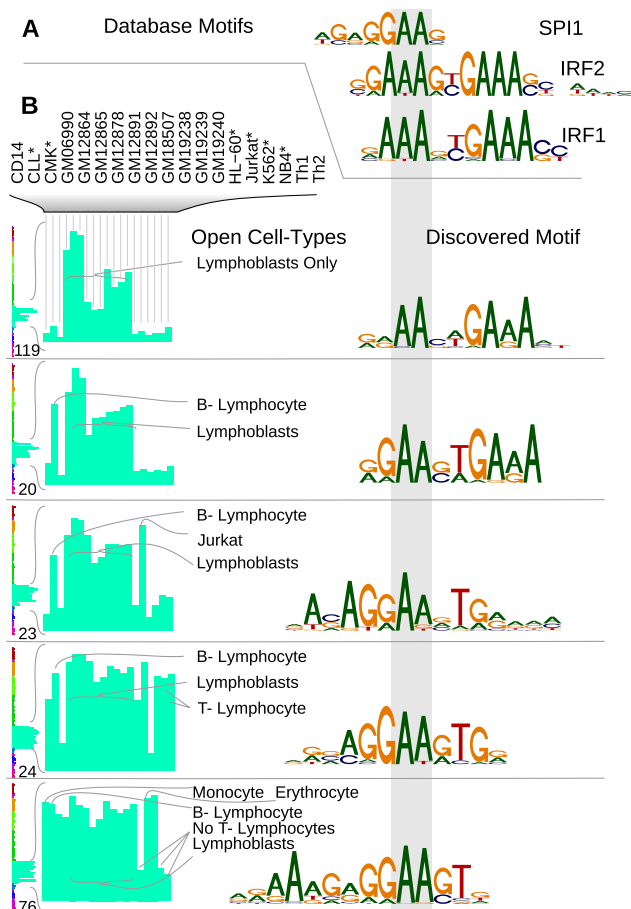 A
Database Motifs
SPI1
IRF2
IRF1
B
CD14
CLL*
CMK*
GM06990
GM12864
GM12865
GM12878
GM12891
GM12892
GM18507
GM19238
GM19239
GM19240
HL-60*
Jurkat*
K562*
NB4*
Th1
Th2
Open Cell-Types
Discovered Motif
Lymphoblasts Only
119
B- Lymphocyte
Lymphoblasts
20
B- Lymphocyte
Jurkat
Lymphoblasts
23
B- Lymphocyte
Lymphoblasts
T- Lymphocyte
24
Monocyte Erythrocyte
B- Lymphocyte
No T- Lymphocytes
Lymphoblasts
76